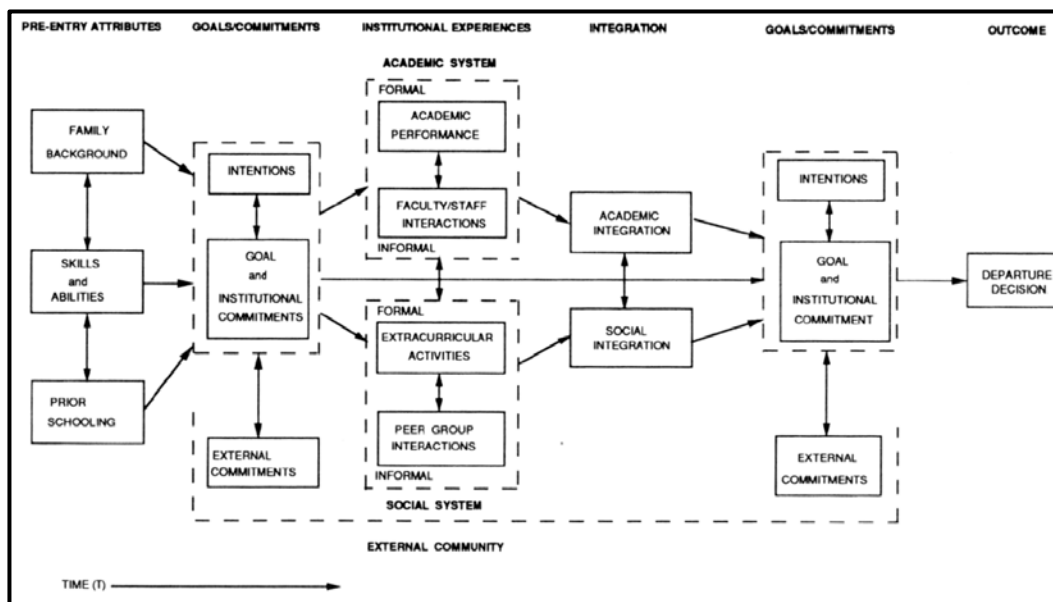 PRE-ENTRY ATTRIBUTES
GOALS/COMMITMENTS
INSTITUTIONAL EXPERIENCES
INTEGRATION
GOALS/COMMITMENTS
OUTCOME
ACADEMIC SYSTEM
FORMAL
FAMILY
BACKGROUND
ACADEMIC
PERFORMANCE
INTENTIONS
FACULTY/STAFF
INTERACTIONS
INFORMAL
INTENTIONS
ACADEMIC
INTEGRATION
SKILLS
and
ABILITIES
GOAL
and
INSTITUTIONAL
COMMITMENTS
GOAL
and
INSTITUTIONAL
COMMITMENT
DEPARTURE
DECISION
FORMAL
EXTRACURRICULAR
ACTIVITIES
SOCIAL
INTEGRATION
PRIOR
SCHOOLING
PEER GROUP
INTERACTIONS
INFORMAL
EXTERNAL
COMMITMENTS
EXTERNAL
COMMITMENTS
SOCIAL SYSTEM
EXTERNAL COMMUNITY
TIME (T)